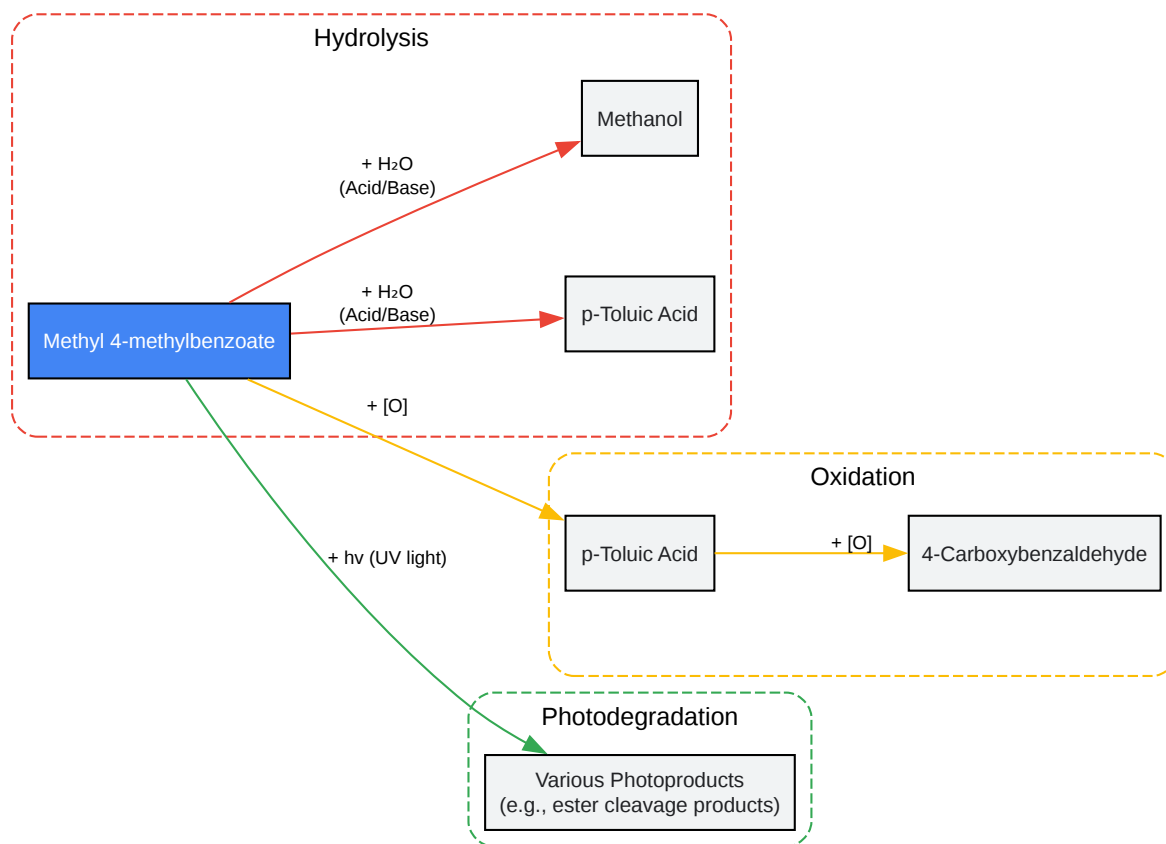 Hydrolysis
Methanol
+ H₂O
(Acid/Base)
+ H₂O
(Acid/Base)
p-Toluic Acid
Methyl 4-methylbenzoate
+ [O]
Oxidation
p-Toluic Acid
+ [O]
4-Carboxybenzaldehyde
+ hv (UV light)
Photodegradation
Various Photoproducts
(e.g., ester cleavage products)